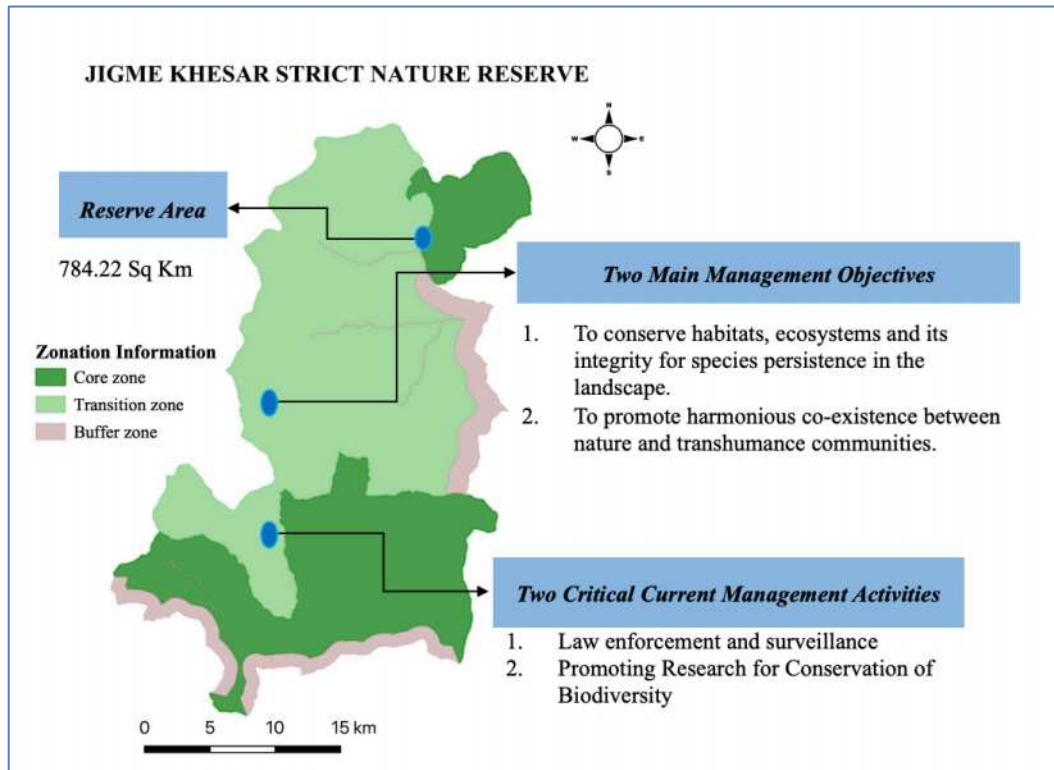 JIGME KHESAR STRICT NATURE RESERVE
N
W
E
S
Reserve Area
784.22 Sq Km
Two Main Management Objectives
1. To conserve habitats, ecosystems and its
integrity for species persistence in the
landscape.
2. To promote harmonious co-existence between
nature and transhumance communities.
Zonation Information
Core zone
Transition zone
Buffer zone
Two Critical Current Management Activities
1. Law enforcement and surveillance
2. Promoting Research for Conservation of
Biodiversity
0 5 10 15 km